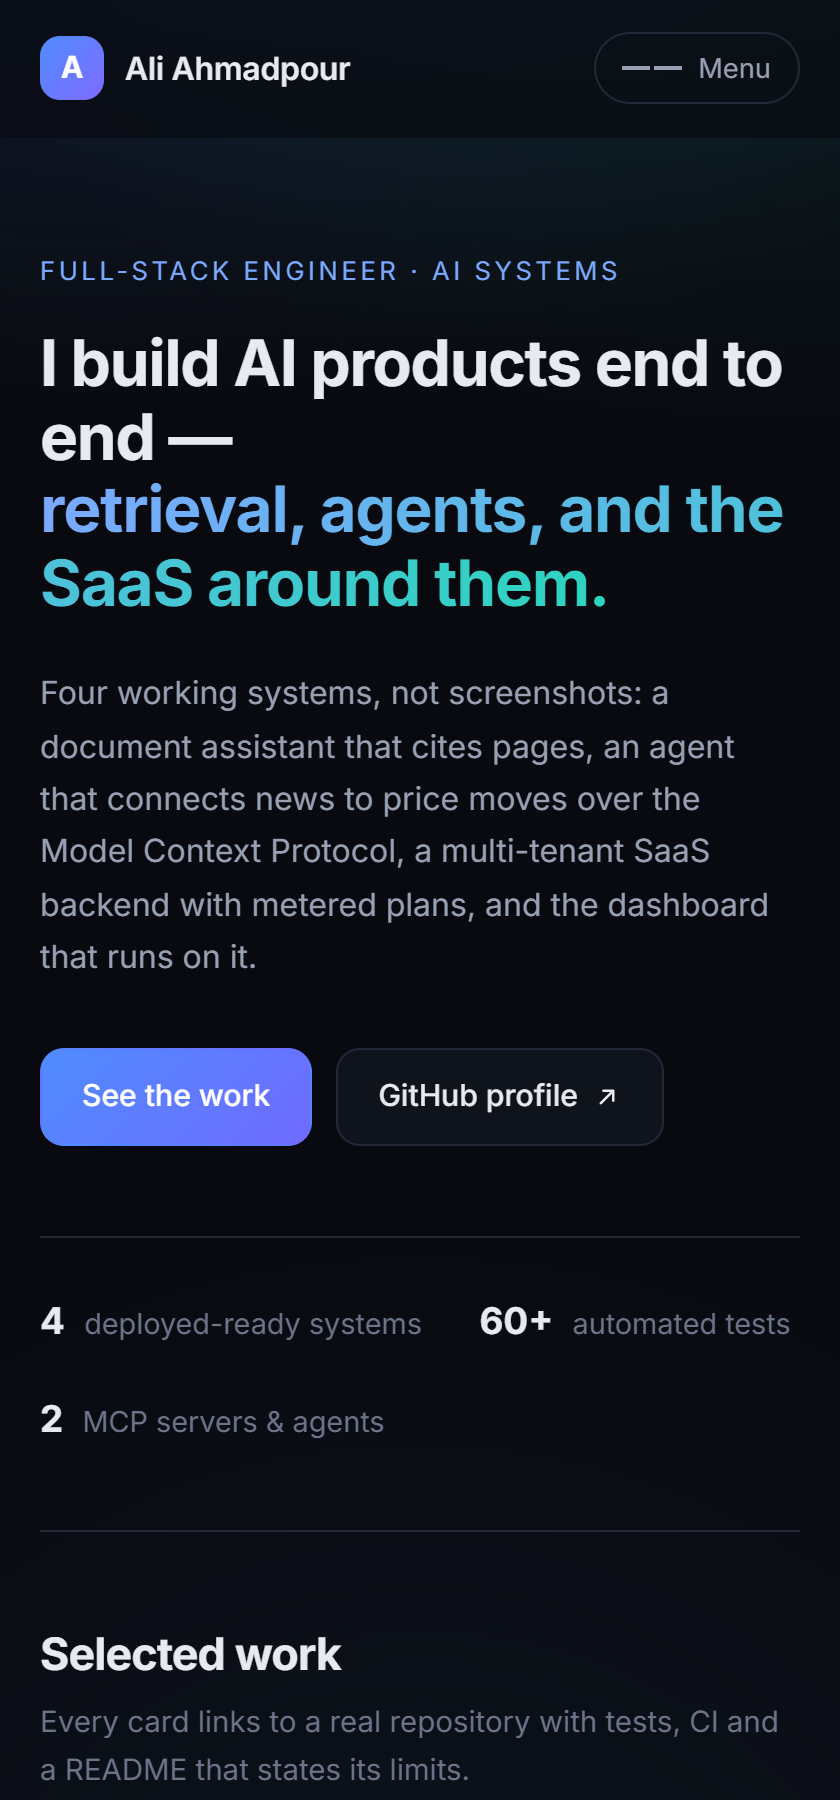 A
Ali Ahmadpour
Menu
FULL-STACK ENGINEER · AI SYSTEMS
I build AI products end to
end —
retrieval, agents, and the
SaaS around them.
Four working systems, not screenshots: a
document assistant that cites pages, an agent
that connects news to price moves over the
Model Context Protocol, a multi-tenant SaaS
backend with metered plans, and the dashboard
that runs on it.
See the work
GitHub profile ↗
4 deployed-ready systems
60+ automated tests
2 MCP servers & agents
Selected work
Every card links to a real repository with tests, CI and
a README that states its limits.